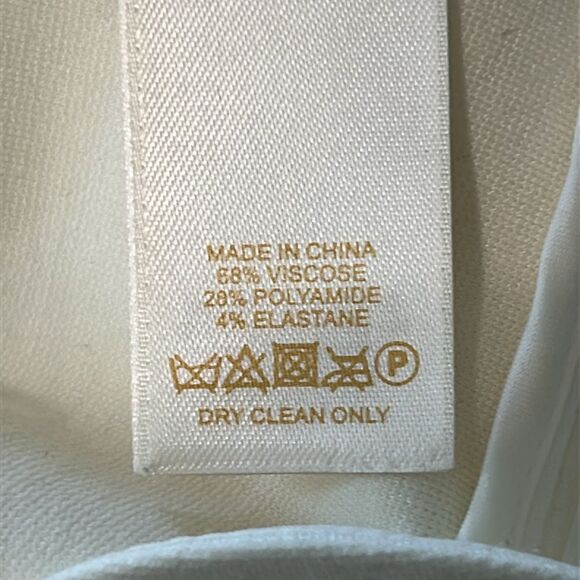 MADE IN CHINA
68% VISCOSE
28% POLYAMIDE
4% ELASTANE
P
DRY CLEAN ONLY